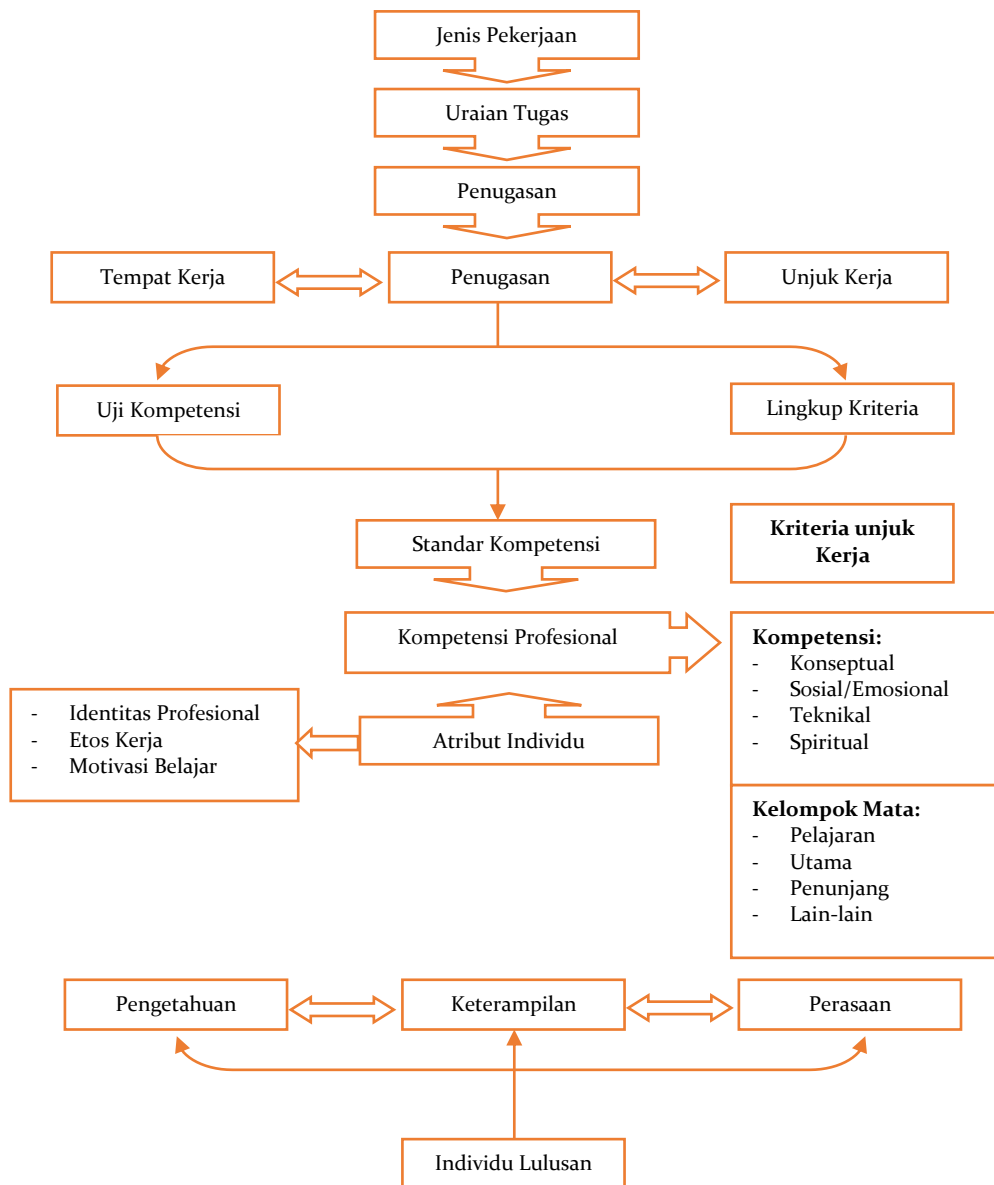 Jenis Pekerjaan
Uraian Tugas
Penugasan
Tempat Kerja
Penugasan
Unjuk Kerja
Uji Kompetensi
Lingkup Kriteria
Standar Kompetensi
Kriteria unjuk
Kerja
Kompetensi Profesional
Kompetensi:
- Konseptual
- Sosial/Emosional
- Teknikal
- Spiritual
- Identitas Profesional
- Etos Kerja
- Motivasi Belajar
Atribut Individu
Kelompok Mata:
- Pelajaran
- Utama
- Penunjang
- Lain-lain
Pengetahuan
Keterampilan
Perasaan
Individu Lulusan